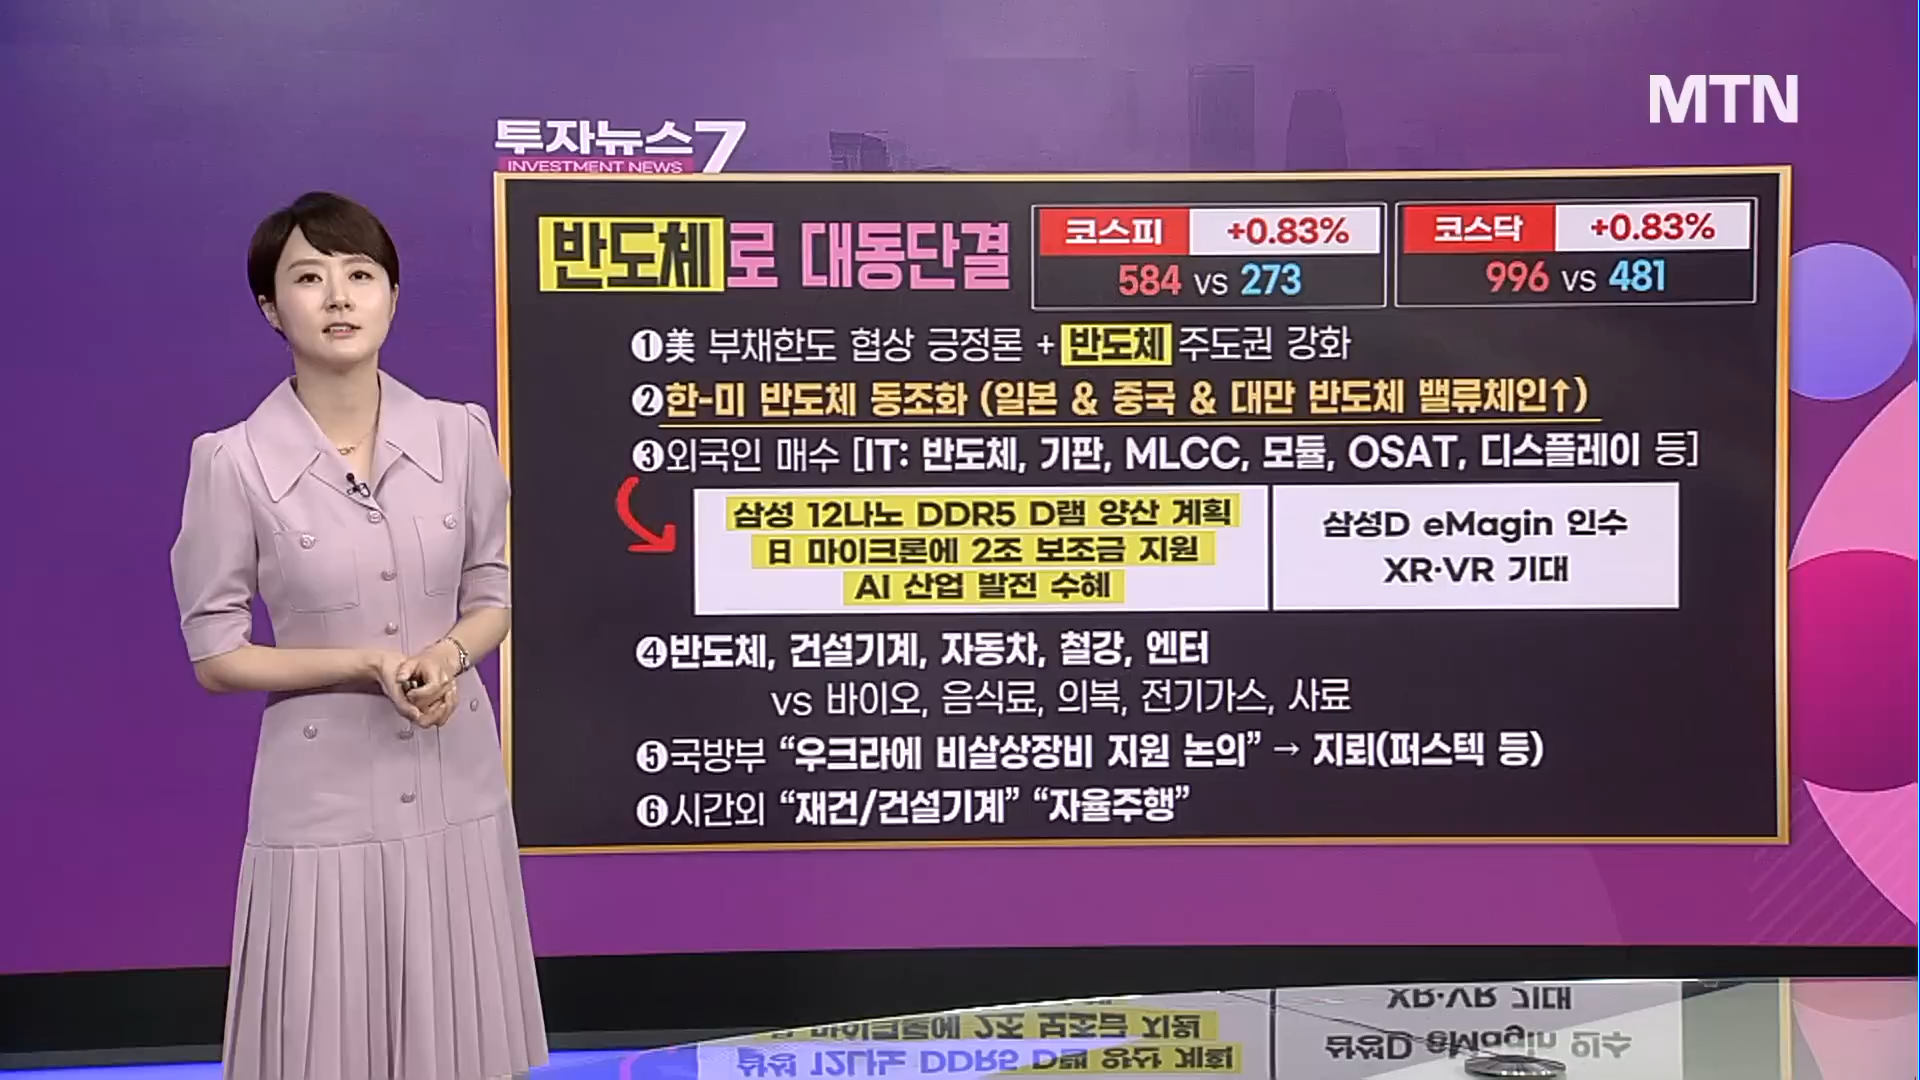 MTN
투자뉴스7
INVESTMENT NEWS
반도체로 대동단결
코스피 +0.83%
584 vs 273
코스닥 +0.83%
996 vs 481
❶美 부채한도 협상 긍정론 + 반도체 주도권 강화
❷한-미 반도체 동조화 (일본 & 중국 & 대만 반도체 밸류체인↑)
❸외국인 매수 [IT: 반도체, 기판, MLCC, 모듈, OSAT, 디스플레이 등]
삼성 12나노 DDR5 D램 양산 계획
日 마이크론에 2조 보조금 지원
AI 산업 발전 수혜
삼성D eMagin 인수
XR·VR 기대
❹반도체, 건설기계, 자동차, 철강, 엔터
vs 바이오, 음식료, 의복, 전기가스, 사료
❺국방부 “우크라에 비살상장비 지원 논의” → 지뢰(퍼스텍 등)
❻시간외 “재건/건설기계” “자율주행”